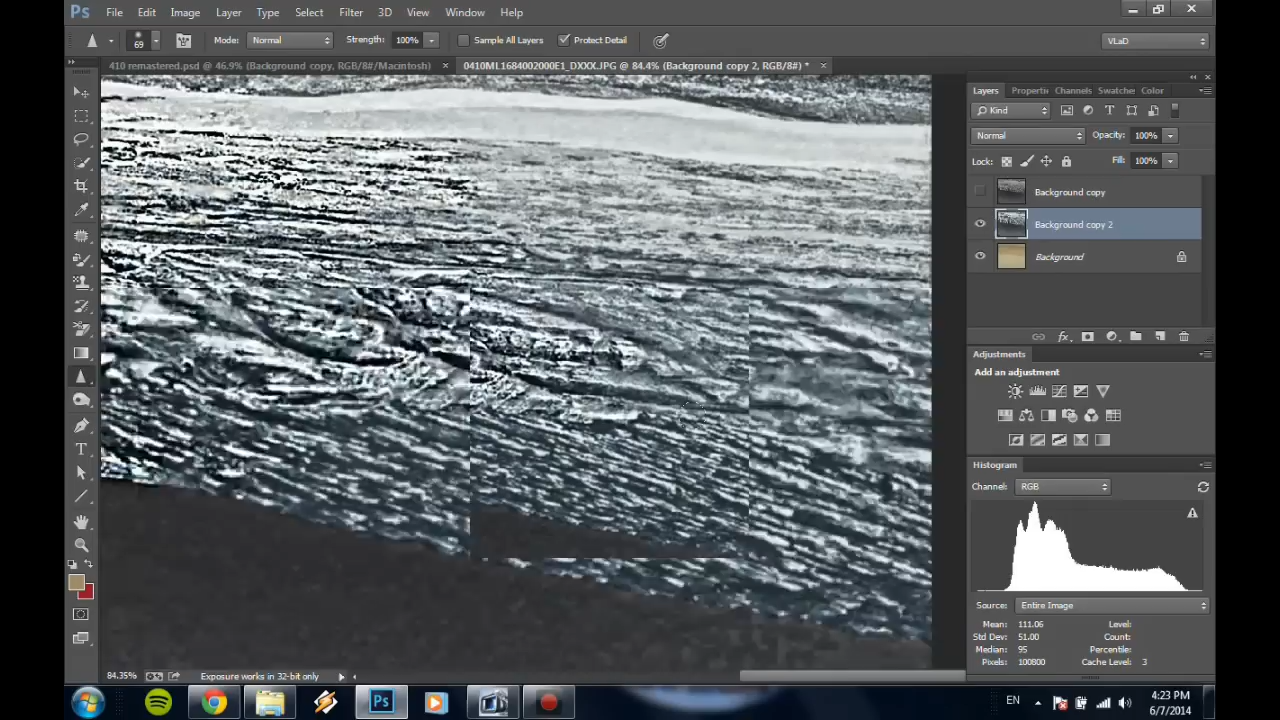 Ps File Edit Image Layer Type Select Filter 3D View Window Help
69 Mode: Normal Strength: 100% Sample All Layers Protect Detail VLaD
410 remastered.psd @ 46.9% (Background copy, RGB/8#/Macintosh) × 0410ML1684002000E1_DXXX.JPG @ 84.4% (Background copy 2, RGB/8#) * ×
Layers Properti Channels Swatches Color
Kind
Normal Opacity: 100%
Lock: Fill: 100%
Background copy
Background copy 2
Background
fx
Adjustments
Add an adjustment
Histogram
Channel: RGB
Source: Entire Image
Mean: 111.06 Level:
Std Dev: 51.00 Count:
Median: 95 Percentile:
Pixels: 100800 Cache Level: 3
84.35% Exposure works in 32-bit only
Ps EN 4:23 PM
6/7/2014